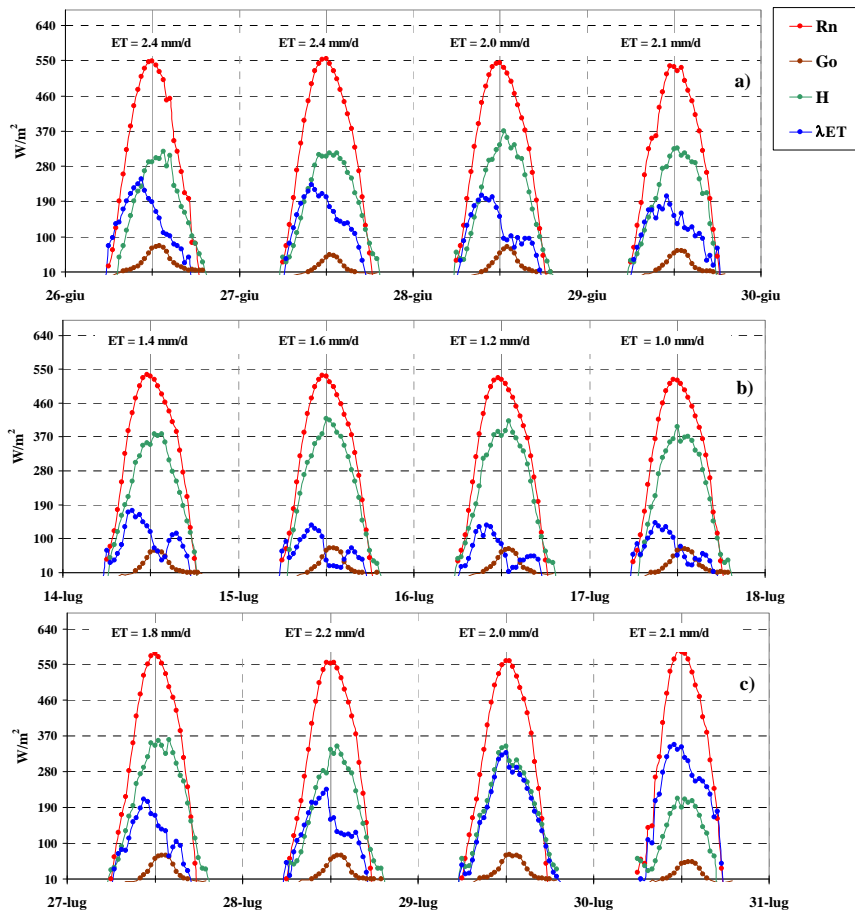 Rn
Go
H
λET
W/m²
640
550
460
370
280
190
100
10
ET = 2.4 mm/d
ET = 2.4 mm/d
ET = 2.0 mm/d
ET = 2.1 mm/d
a)
26-giu
27-giu
28-giu
29-giu
30-giu
W/m²
640
550
460
370
280
190
100
10
ET = 1.4 mm/d
ET = 1.6 mm/d
ET = 1.2 mm/d
ET = 1.0 mm/d
b)
14-lug
15-lug
16-lug
17-lug
18-lug
W/m²
640
550
460
370
280
190
100
10
ET = 1.8 mm/d
ET = 2.2 mm/d
ET = 2.0 mm/d
ET = 2.1 mm/d
c)
27-lug
28-lug
29-lug
30-lug
31-lug